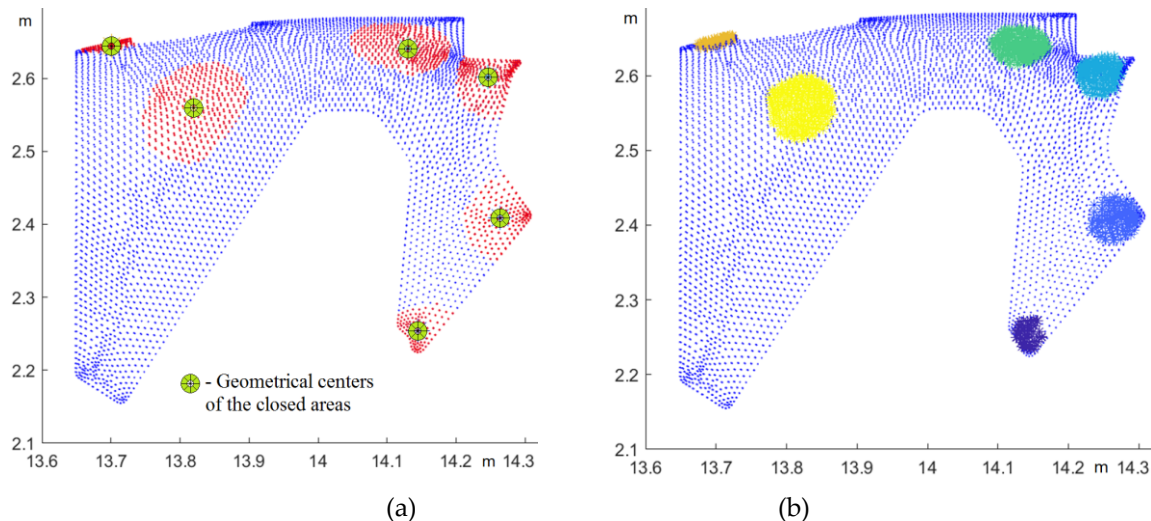 m
2.6
2.5
2.4
2.3
2.2
2.1
13.6 13.7 13.8 13.9 14 14.1 14.2 m 14.3
- Geometrical centers
of the closed areas
(a)
m
2.6
2.5
2.4
2.3
2.2
2.1
13.6 13.7 13.8 13.9 14 14.1 14.2 m 14.3
(b)